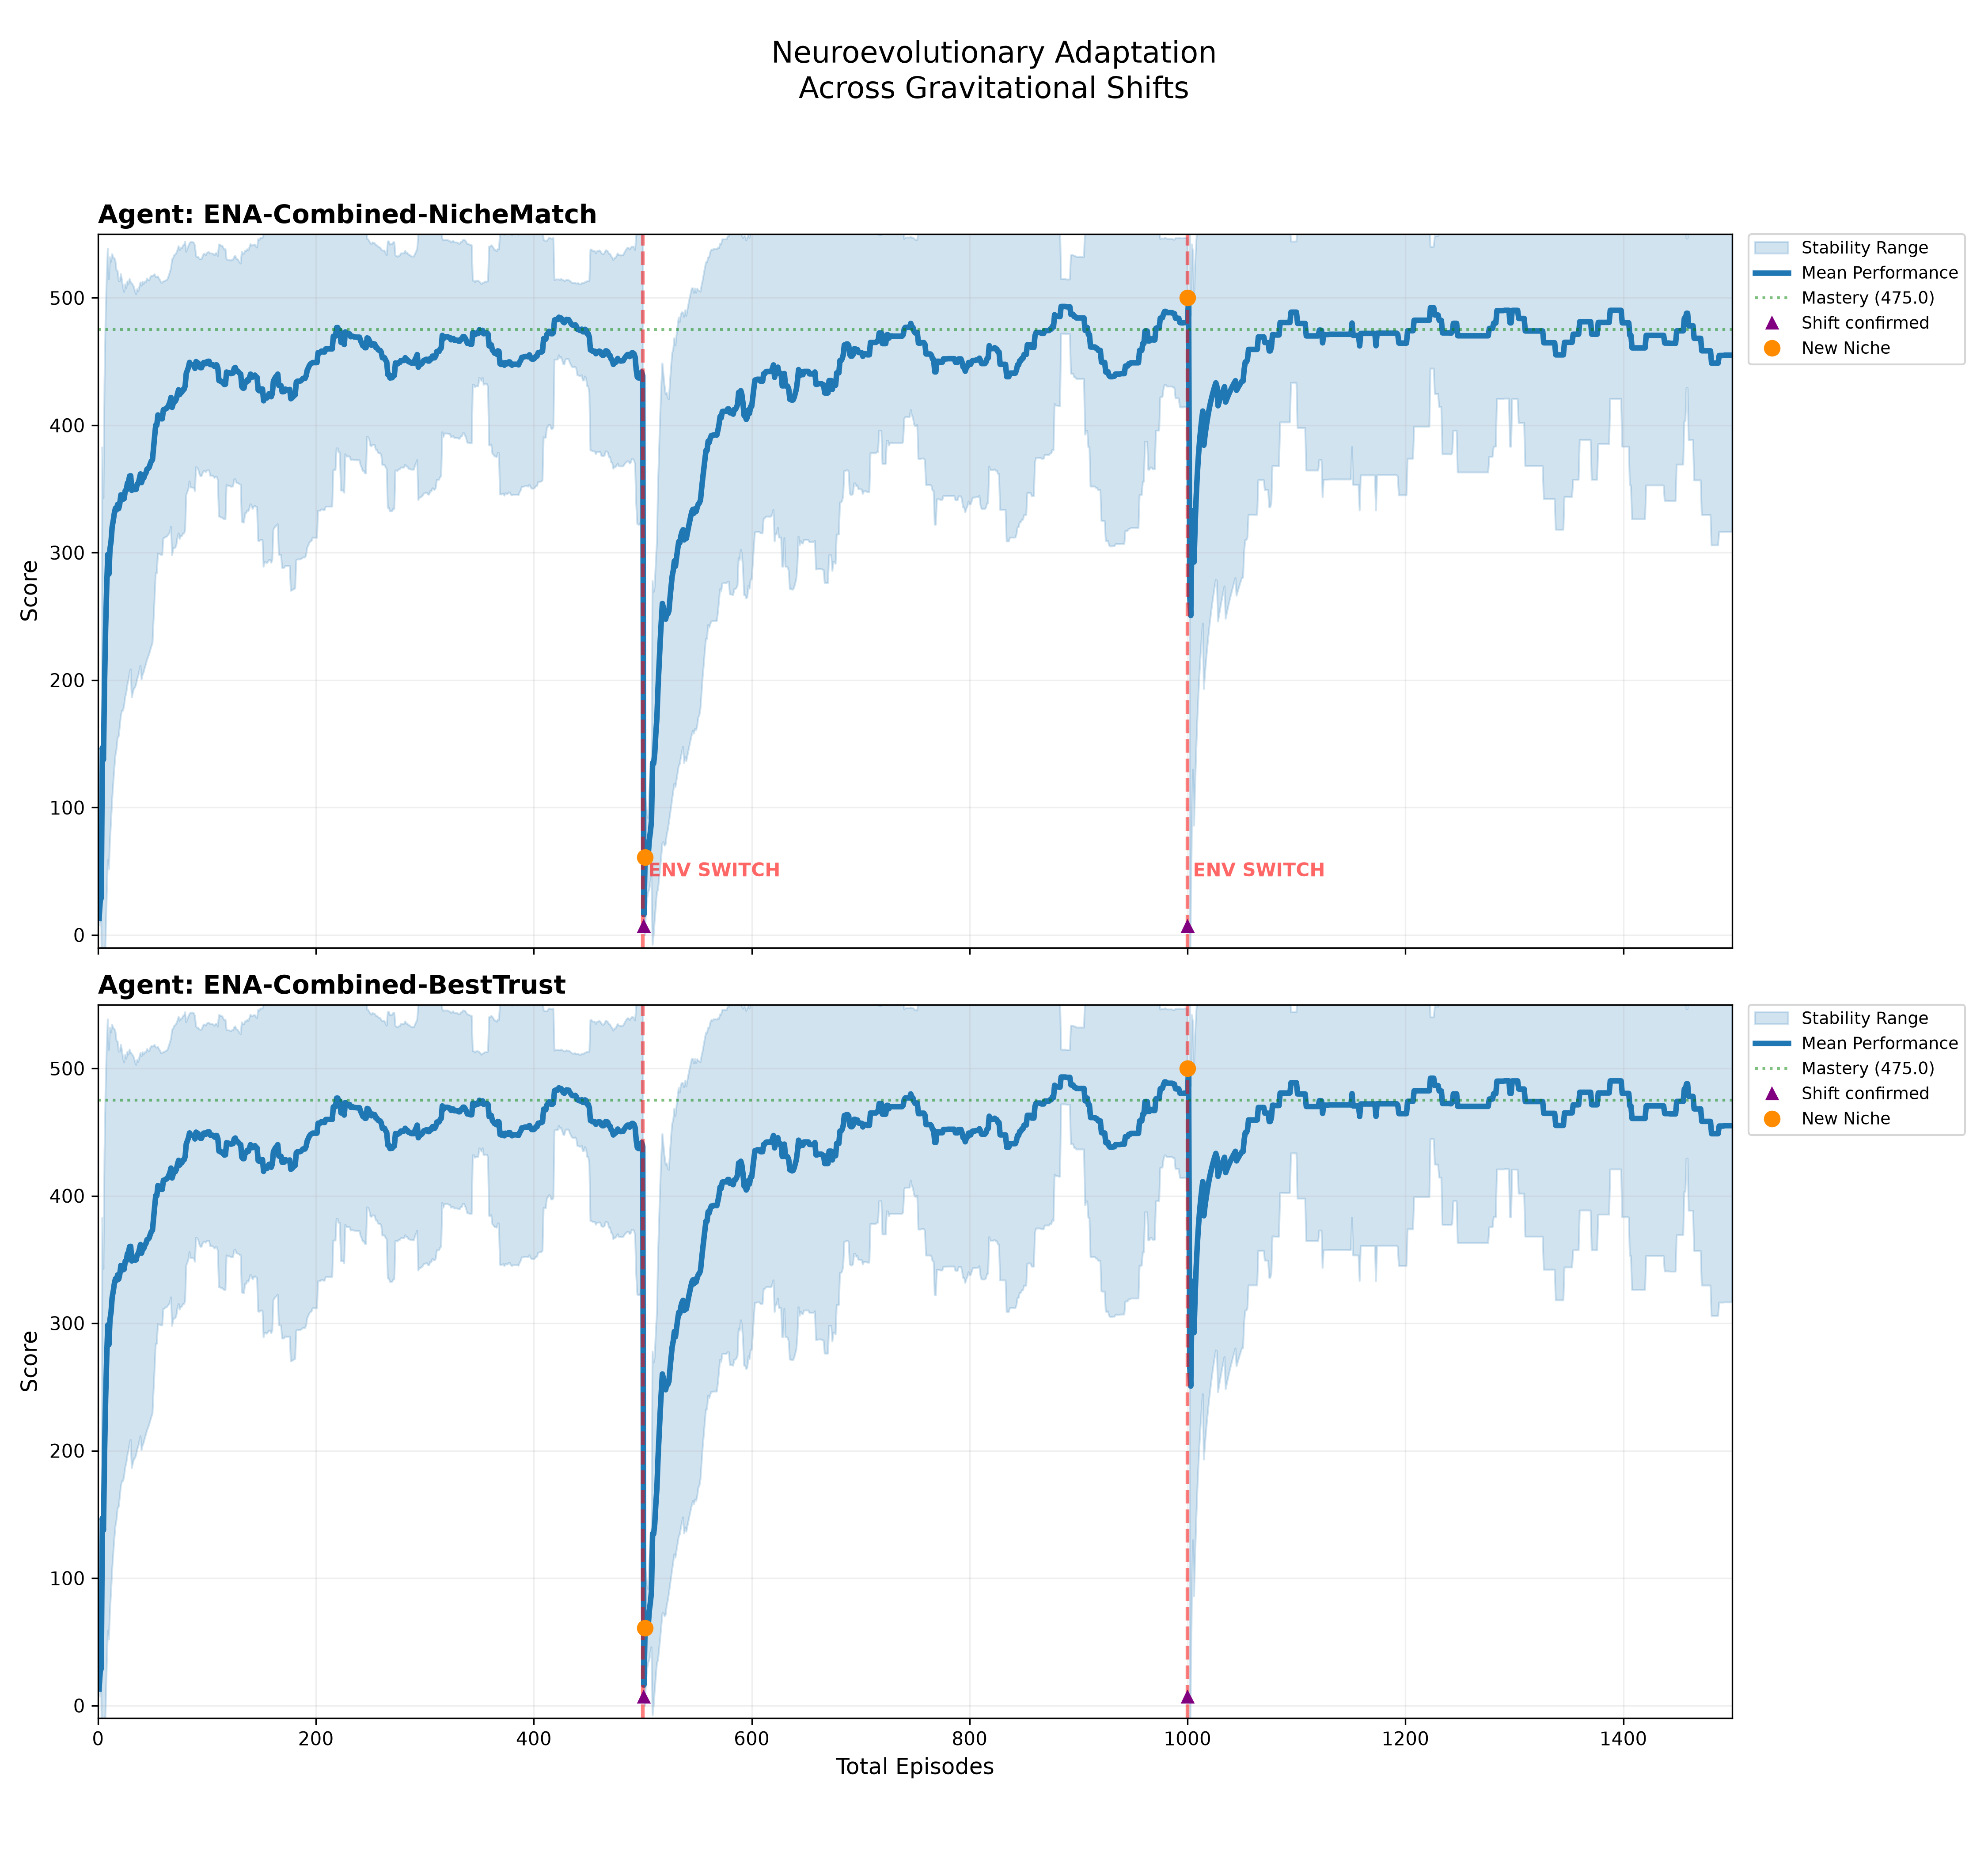 Neuroevolutionary Adaptation
Across Gravitational Shifts
Agent: ENA-Combined-NicheMatch
500
400
300
200
100
0
Score
ENV SWITCH
ENV SWITCH
Stability Range
Mean Performance
Mastery (475.0)
Shift confirmed
New Niche
Agent: ENA-Combined-BestTrust
500
400
300
200
100
0
Score
Stability Range
Mean Performance
Mastery (475.0)
Shift confirmed
New Niche
0
200
400
600
800
1000
1200
1400
Total Episodes